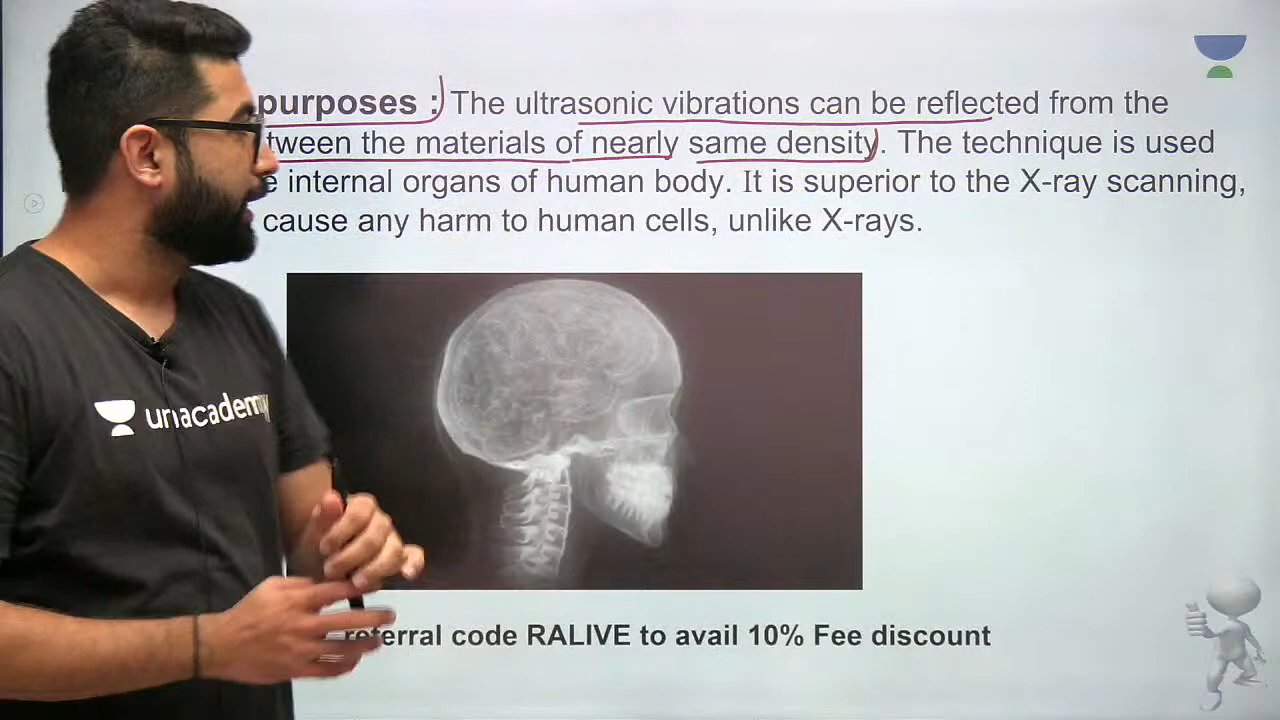 purposes : The ultrasonic vibrations can be reflected from the
tween the materials of nearly same density). The technique is used
e internal organs of human body. It is superior to the X-ray scanning,
cause any harm to human cells, unlike X-rays.
unacademy
referral code RALIVE to avail 10% Fee discount